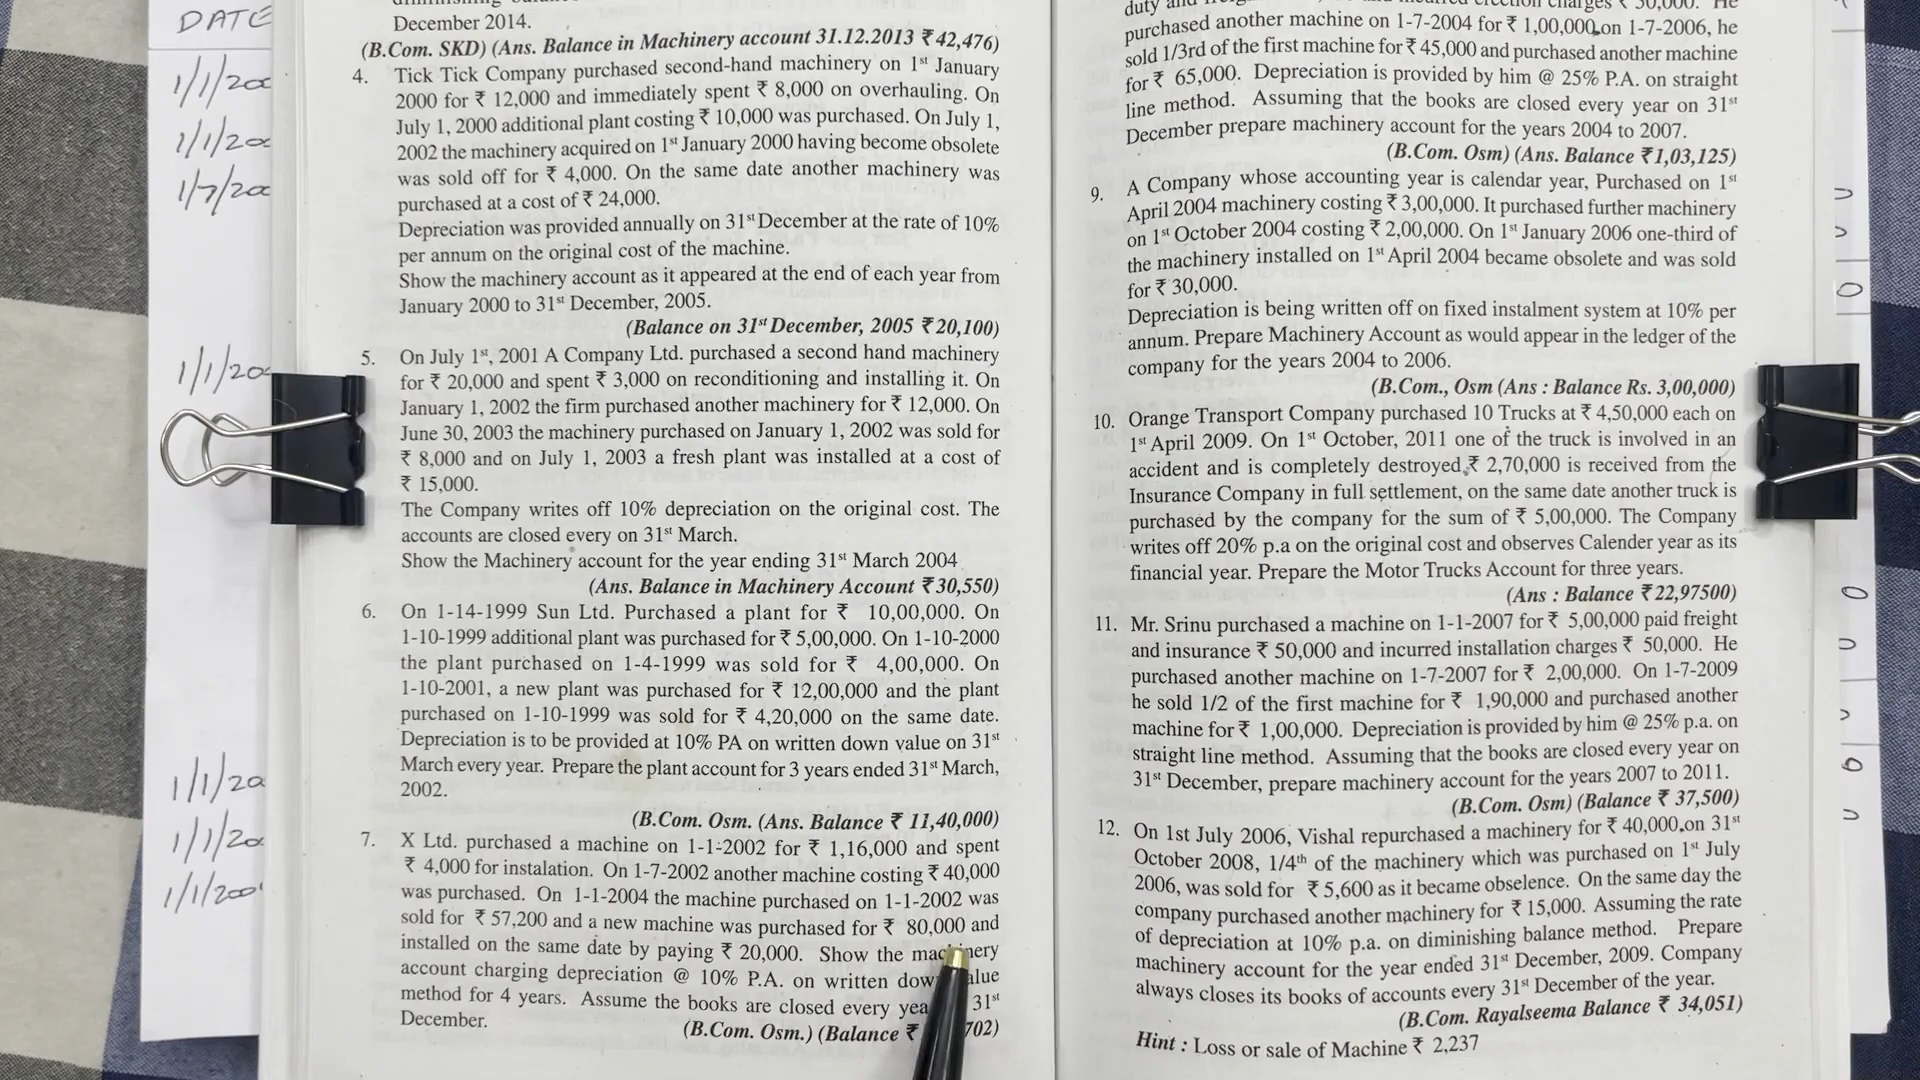 DATE
1/1/200
1/1/200
1/7/200
1/1/20
1/1/20
1/1/20
1/1/200
December 2014.
(B.Com. SKD) (Ans. Balance in Machinery account 31.12.2013 ₹ 42,476)
4. Tick Tick Company purchased second-hand machinery on 1st January
2000 for ₹ 12,000 and immediately spent ₹ 8,000 on overhauling. On
July 1, 2000 additional plant costing ₹ 10,000 was purchased. On July 1,
2002 the machinery acquired on 1st January 2000 having become obsolete
was sold off for ₹ 4,000. On the same date another machinery was
purchased at a cost of ₹ 24,000.
Depreciation was provided annually on 31st December at the rate of 10%
per annum on the original cost of the machine.
Show the machinery account as it appeared at the end of each year from
January 2000 to 31st December, 2005.
(Balance on 31st December, 2005 ₹ 20,100)
5. On July 1st, 2001 A Company Ltd. purchased a second hand machinery
for ₹ 20,000 and spent ₹ 3,000 on reconditioning and installing it. On
January 1, 2002 the firm purchased another machinery for ₹ 12,000. On
June 30, 2003 the machinery purchased on January 1, 2002 was sold for
₹ 8,000 and on July 1, 2003 a fresh plant was installed at a cost of
₹ 15,000.
The Company writes off 10% depreciation on the original cost. The
accounts are closed every on 31st March.
Show the Machinery account for the year ending 31st March 2004
(Ans. Balance in Machinery Account ₹ 30,550)
6. On 1-14-1999 Sun Ltd. Purchased a plant for ₹ 10,00,000. On
1-10-1999 additional plant was purchased for ₹ 5,00,000. On 1-10-2000
the plant purchased on 1-4-1999 was sold for ₹ 4,00,000. On
1-10-2001, a new plant was purchased for ₹ 12,00,000 and the plant
purchased on 1-10-1999 was sold for ₹ 4,20,000 on the same date.
Depreciation is to be provided at 10% PA on written down value on 31st
March every year. Prepare the plant account for 3 years ended 31st March,
2002.
(B.Com. Osm. (Ans. Balance ₹ 11,40,000)
7. X Ltd. purchased a machine on 1-1-2002 for ₹ 1,16,000 and spent
₹ 4,000 for instalation. On 1-7-2002 another machine costing ₹ 40,000
was purchased. On 1-1-2004 the machine purchased on 1-1-2002 was
sold for ₹ 57,200 and a new machine was purchased for ₹ 80,000 and
installed on the same date by paying ₹ 20,000. Show the machinery
account charging depreciation @ 10% P.A. on written down value
method for 4 years. Assume the books are closed every 31st
December. (B.Com. Osm.) (Balance ₹ 702)
purchased another machine on 1-7-2004 for ₹ 1,00,000.on 1-7-2006, he
sold 1/3rd of the first machine for ₹ 45,000 and purchased another machine
for ₹ 65,000. Depreciation is provided by him @ 25% P.A. on straight
line method. Assuming that the books are closed every year on 31st
December prepare machinery account for the years 2004 to 2007.
(B.Com. Osm) (Ans. Balance ₹ 1,03,125)
9. A Company whose accounting year is calendar year, Purchased on 1st
April 2004 machinery costing ₹ 3,00,000. It purchased further machinery
on 1st October 2004 costing ₹ 2,00,000. On 1st January 2006 one-third of
the machinery installed on 1st April 2004 became obsolete and was sold
for ₹ 30,000.
Depreciation is being written off on fixed instalment system at 10% per
annum. Prepare Machinery Account as would appear in the ledger of the
company for the years 2004 to 2006.
(B.Com., Osm (Ans : Balance Rs. 3,00,000)
10. Orange Transport Company purchased 10 Trucks at ₹ 4,50,000 each on
1st April 2009. On 1st October, 2011 one of the truck is involved in an
accident and is completely destroyed. ₹ 2,70,000 is received from the
Insurance Company in full settlement, on the same date another truck is
purchased by the company for the sum of ₹ 5,00,000. The Company
writes off 20% p.a on the original cost and observes Calender year as its
financial year. Prepare the Motor Trucks Account for three years.
(Ans : Balance ₹ 22,97500)
11. Mr. Srinu purchased a machine on 1-1-2007 for ₹ 5,00,000 paid freight
and insurance ₹ 50,000 and incurred installation charges ₹ 50,000. He
purchased another machine on 1-7-2007 for ₹ 2,00,000. On 1-7-2009
he sold 1/2 of the first machine for ₹ 1,90,000 and purchased another
machine for ₹ 1,00,000. Depreciation is provided by him @ 25% p.a. on
straight line method. Assuming that the books are closed every year on
31st December, prepare machinery account for the years 2007 to 2011.
(B.Com. Osm) (Balance ₹ 37,500)
12. On 1st July 2006, Vishal repurchased a machinery for ₹ 40,000.on 31st
October 2008, 1/4th of the machinery which was purchased on 1st July
2006, was sold for ₹ 5,600 as it became obselence. On the same day the
company purchased another machinery for ₹ 15,000. Assuming the rate
of depreciation at 10% p.a. on diminishing balance method. Prepare
machinery account for the year ended 31st December, 2009. Company
always closes its books of accounts every 31st December of the year.
(B.Com. Rayalseema Balance ₹ 34,051)
Hint : Loss or sale of Machine ₹ 2,237